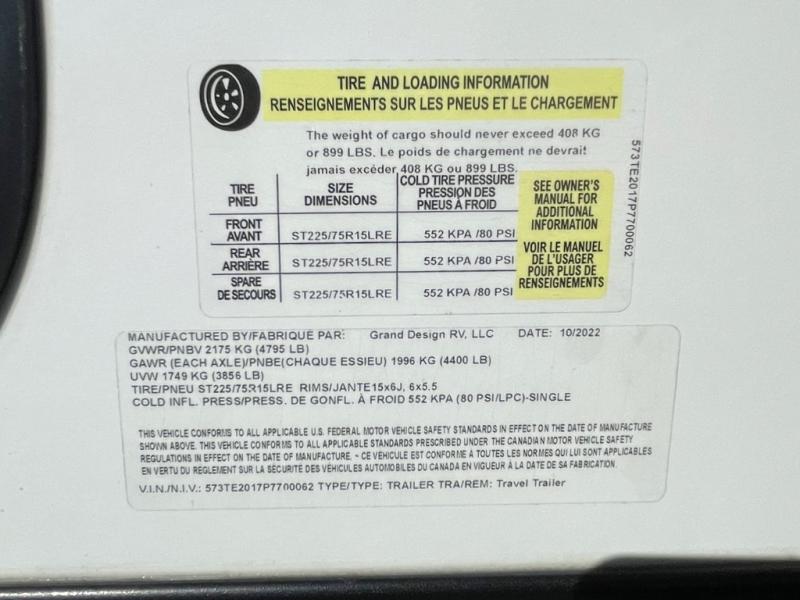 TIRE AND LOADING INFORMATION
RENSEIGNEMENTS SUR LES PNEUS ET LE CHARGEMENT
The weight of cargo should never exceed 408 KG
or 899 LBS. Le poids de chargement ne devrait
jamais excéder 408 KG ou 899 LBS.
TIRE PNEU SIZE DIMENSIONS COLD TIRE PRESSURE PRESSION DES PNEUS À FROID
FRONT AVANT ST225/75R15LRE 552 KPA /80 PSI
REAR ARRIÈRE ST225/75R15LRE 552 KPA /80 PSI
SPARE DE SECOURS ST225/75R15LRE 552 KPA /80 PSI
SEE OWNER'S
MANUAL FOR
ADDITIONAL
INFORMATION
VOIR LE MANUEL
DE L'USAGER
POUR PLUS DE
RENSEIGNEMENTS
573TE2017P7700062
MANUFACTURED BY/FABRIQUE PAR: Grand Design RV, LLC DATE: 10/2022
GVWR/PNBV 2175 KG (4795 LB)
GAWR (EACH AXLE)/PNBE(CHAQUE ESSIEU) 1996 KG (4400 LB)
UVW 1749 KG (3856 LB)
TIRE/PNEU ST225/75R15LRE RIMS/JANTE15x6J, 6x5.5
COLD INFL. PRESS/PRESS. DE GONFL. À FROID 552 KPA (80 PSI/LPC)-SINGLE
THIS VEHICLE CONFORMS TO ALL APPLICABLE U.S. FEDERAL MOTOR VEHICLE SAFETY STANDARDS IN EFFECT ON THE DATE OF MANUFACTURE
SHOWN ABOVE. THIS VEHICLE CONFORMS TO ALL APPLICABLE STANDARDS PRESCRIBED UNDER THE CANADIAN MOTOR VEHICLE SAFETY
REGULATIONS IN EFFECT ON THE DATE OF MANUFACTURE. - CE VÉHICULE EST CONFORME À TOUTES LES NORMES QUI LUI SONT APPLICABLES
EN VERTU DU RÈGLEMENT SUR LA SÉCURITÉ DES VÉHICULES AUTOMOBILES DU CANADA EN VIGUEUR À LA DATE DE SA FABRICATION.
V.I.N./N.I.V.: 573TE2017P7700062 TYPE/TYPE: TRAILER TRA/REM: Travel Trailer